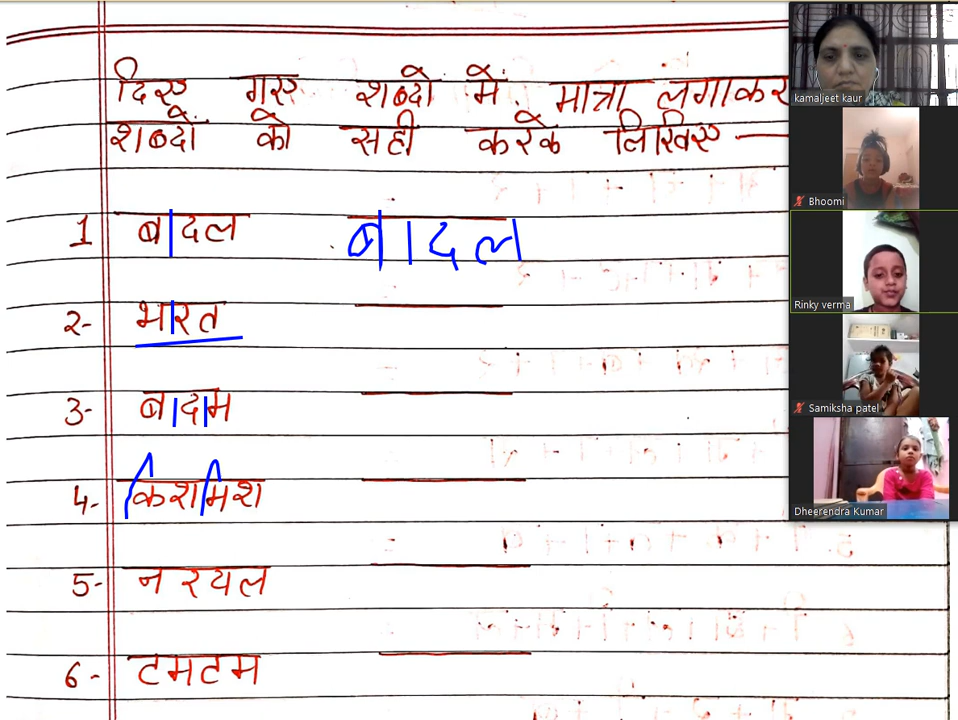 दिए गए शब्दों में मात्रा लगाकर
शब्दों को सही करके लिखिए —
1 बादल बादल
2- भारत
3- बादाम
4- किशमिश
5- नरयल
6- टमटम
kamaljeet kaur
Bhoomi
Rinky verma
Samiksha patel
Dheerendra Kumar